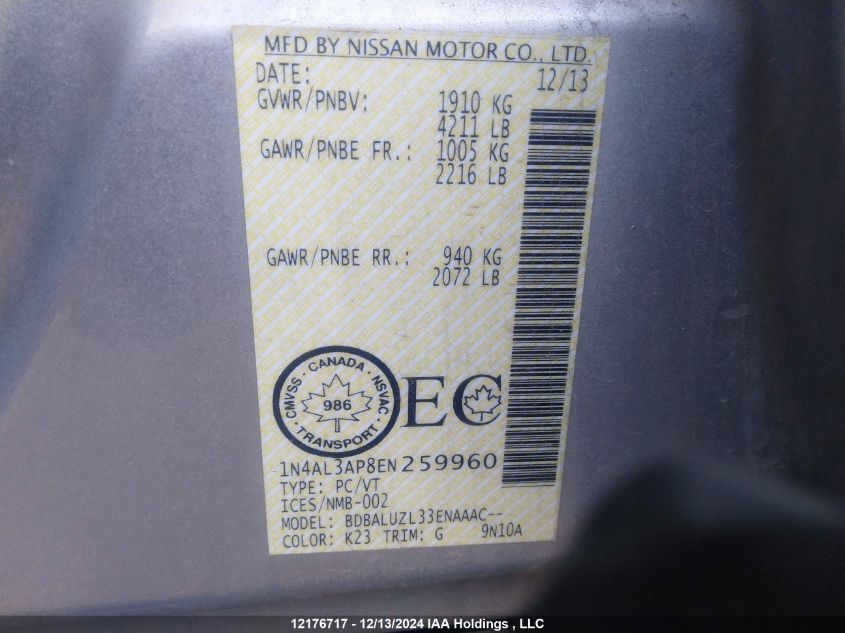 MFD BY NISSAN MOTOR CO., LTD.
DATE: 12/13
GVWR/PNBV: 1910 KG
4211 LB
GAWR/PNBE FR.: 1005 KG
2216 LB
GAWR/PNBE RR.: 940 KG
2072 LB
CMVSS · CANADA · NSVAC · TRANSPORT ·
986
EC
1N4AL3AP8EN259960
TYPE: PC/VT
ICES/NMB-002
MODEL: BDBALUZL33ENAAAC--
COLOR: K23 TRIM: G 9N10A
12176717 - 12/13/2024 IAA Holdings , LLC